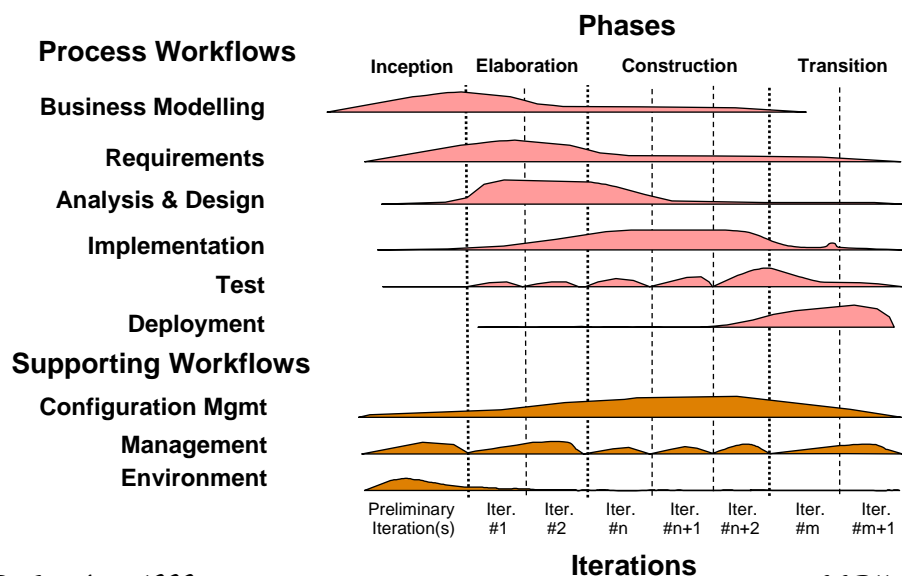 Phases
Process Workflows
Inception Elaboration Construction Transition
Business Modelling
Requirements
Analysis & Design
Implementation
Test
Deployment
Supporting Workflows
Configuration Mgmt
Management
Environment
Preliminary Iter. Iter. Iter. Iter. Iter. Iter. Iter.
Iteration(s) #1 #2 #n #n+1 #n+2 #m #m+1
Iterations